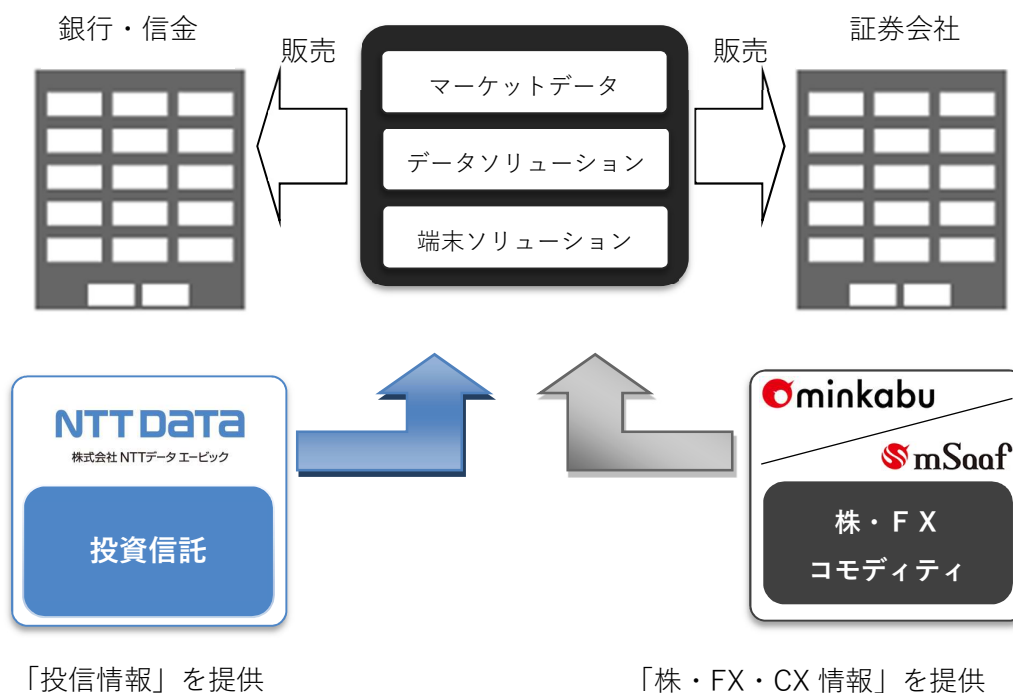 銀行・信金
販売
マーケットデータ
データソリューション
端末ソリューション
販売
証券会社
NTT DATA
株式会社 NTTデータ エービック
投資信託
minkabu
mSaaf
株・ＦＸ
コモディティ
「投信情報」を提供
「株・FX・CX 情報」を提供